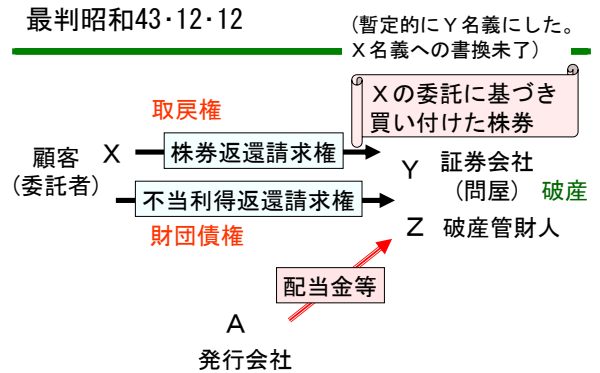 最判昭和43・12・12
(暫定的にY名義にした。
X名義への書換未了)
Xの委託に基づき
買い付けた株券
取戻権
顧客 X
(委託者)
株券返還請求権
Y 証券会社
(問屋) 破産
不当利得返還請求権
Z 破産管財人
財団債権
配当金等
A
発行会社